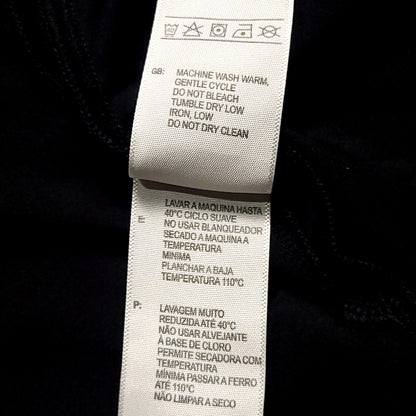 40
GB: MACHINE WASH WARM,
GENTLE CYCLE
DO NOT BLEACH
TUMBLE DRY LOW
IRON, LOW
DO NOT DRY CLEAN
LAVAR A MAQUINA HASTA
E: 40°C CICLO SUAVE
NO USAR BLANQUEADOR
SECADO A MAQUINA A
TEMPERATURA
MINIMA
PLANCHAR A BAJA
TEMPERATURA 110°C
P: LAVAGEM MUITO
REDUZIDA ATÉ 40°C
NÃO USAR ALVEJANTE
À BASE DE CLORO
PERMITE SECADORA COM
TEMPERATURA
MÍNIMA PASSAR A FERRO
ATÉ 110°C
NÃO LIMPAR A SECO